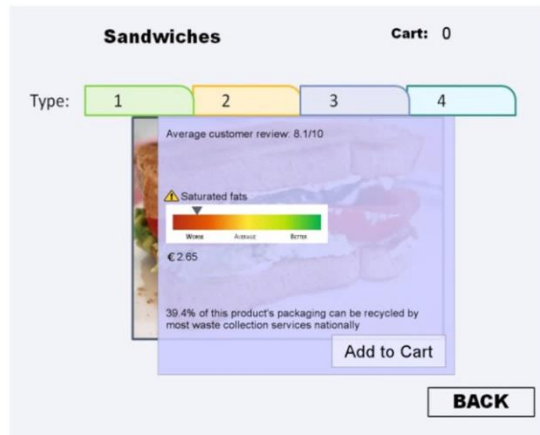 Sandwiches
Cart: 0
Type:
1
2
3
4
Average customer review: 8.1/10
Saturated fats
Worse Average Better
€ 2.65
39.4% of this product's packaging can be recycled by
most waste collection services nationally
Add to Cart
BACK